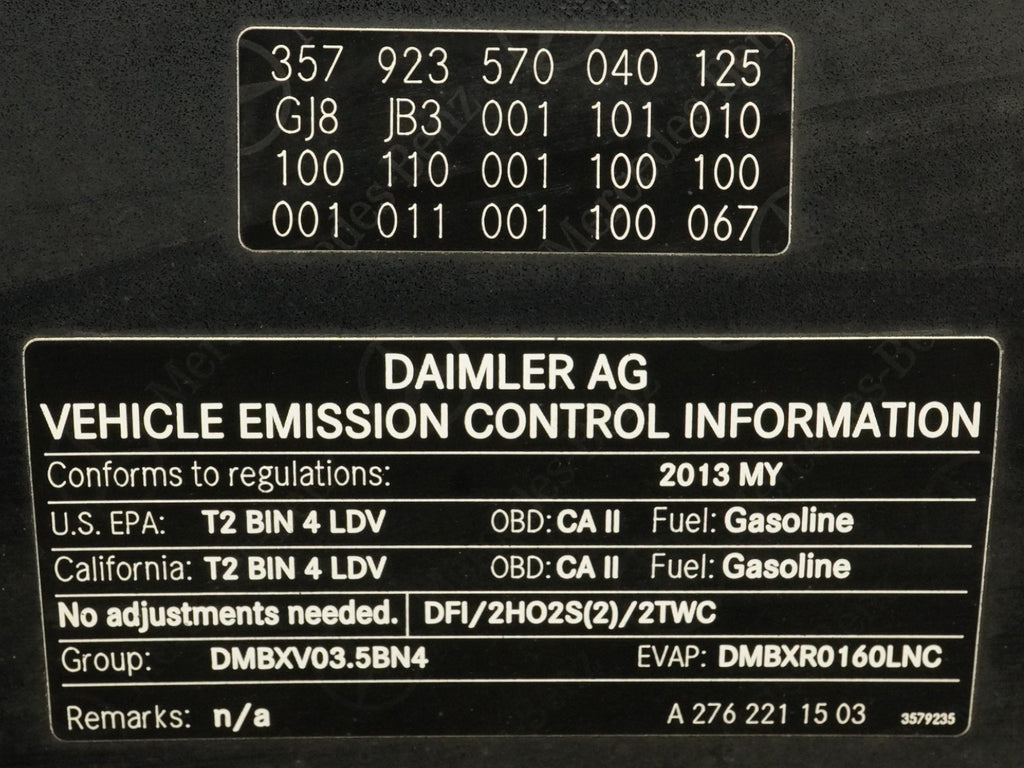 357 923 570 040 125
GJ8 JB3 001 101 010
100 110 001 100 100
001 011 001 100 067
DAIMLER AG
VEHICLE EMISSION CONTROL INFORMATION
Conforms to regulations: 2013 MY
U.S. EPA: T2 BIN 4 LDV OBD: CA II Fuel: Gasoline
California: T2 BIN 4 LDV OBD: CA II Fuel: Gasoline
No adjustments needed. DFI/2HO2S(2)/2TWC
Group: DMBXV03.5BN4 EVAP: DMBXR0160LNC
Remarks: n/a A 276 221 15 03 3579235